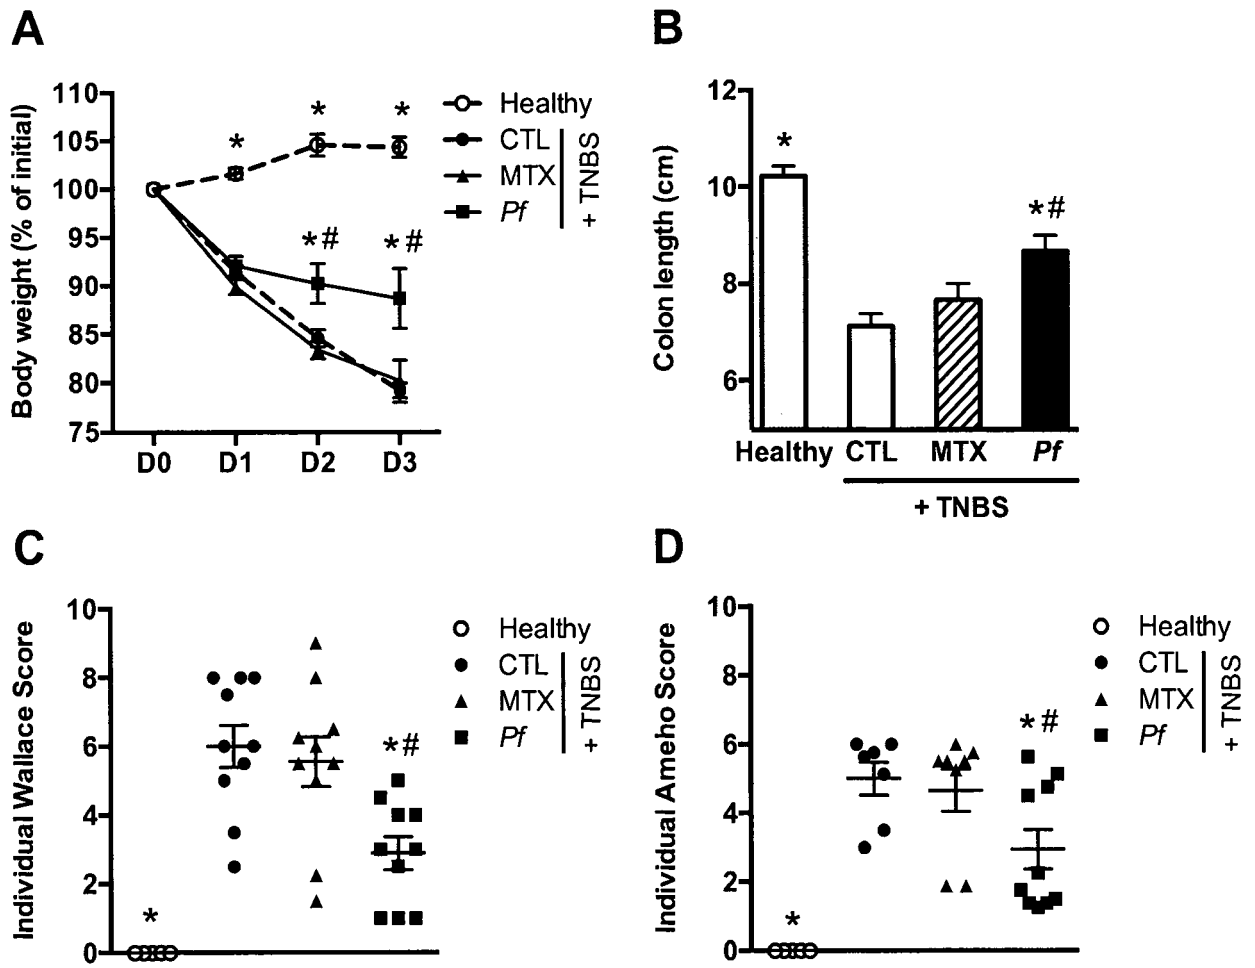 A
Body weight (% of initial)
110
105
100
95
90
85
80
75
* * *
*# *#
D0 D1 D2 D3
Healthy
CTL
MTX
Pf
+ TNBS
B
Colon length (cm)
12
10
8
6
*
*#
Healthy CTL MTX Pf
+ TNBS
C
Individual Wallace Score
10
8
6
4
2
0
*
*#
Healthy
CTL
MTX
Pf
+ TNBS
D
Individual Ameho Score
10
8
6
4
2
0
*
*#
Healthy
CTL
MTX
Pf
+ TNBS